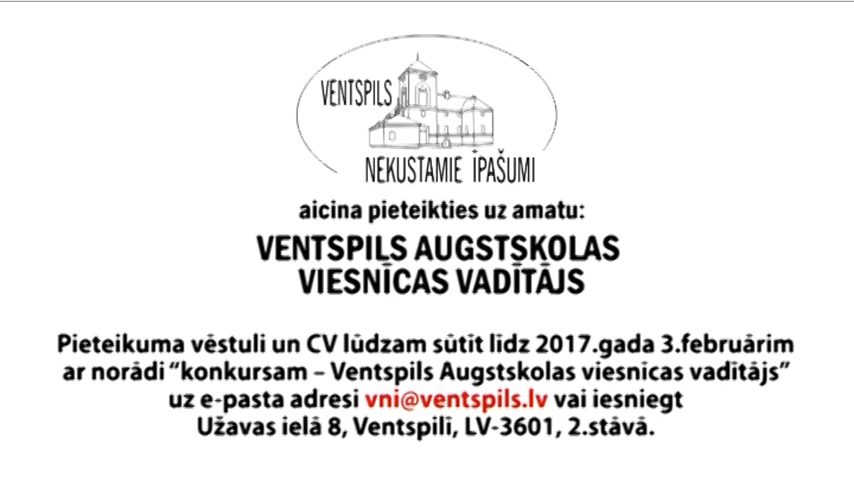 VENTSPILS
NEKUSTAMIE ĪPAŠUMI
aicina pieteikties uz amatu:
VENTSPILS AUGSTSKOLAS
VIESNĪCAS VADĪTĀJS
Pieteikuma vēstuli un CV lūdzam sūtīt līdz 2017.gada 3.februārim
ar norādi “konkursam – Ventspils Augstskolas viesnīcas vadītājs”
uz e-pasta adresi vni@ventspils.lv vai iesniegt
Užavas ielā 8, Ventspilī, LV-3601, 2.stāvā.